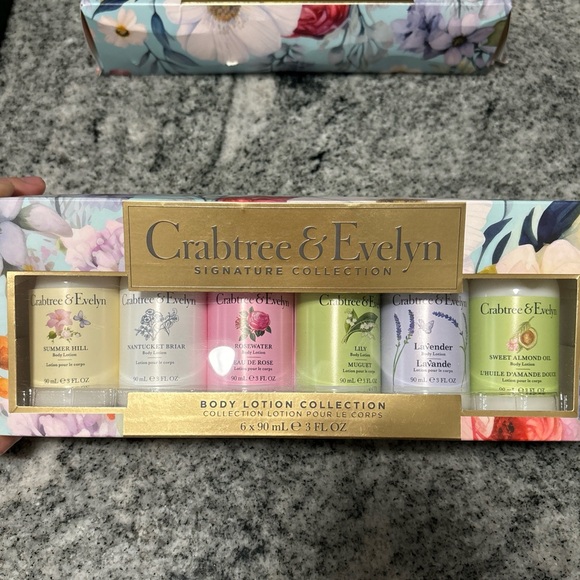 Crabtree & Evelyn
SIGNATURE COLLECTION
Crabtree & Evelyn
SUMMER HILL
Body Lotion
Lotion pour le corps
90 mL ℮ 3 FL OZ
Crabtree & Evelyn
NANTUCKET BRIAR
Body Lotion
Lotion pour le corps
90 mL ℮ 3 FL OZ
Crabtree & Evelyn
ROSEWATER
Body Lotion
EAU DE ROSE
Lotion pour le corps
90 mL ℮ 3 FL OZ
Crabtree & Evelyn
LILY
Body Lotion
MUGUET
Lotion pour le corps
90 mL ℮ 3 FL OZ
Crabtree & Evelyn
Lavender
Body Lotion
Lavande
Lotion pour le corps
90 mL ℮ 3 FL OZ
Crabtree & Evelyn
SWEET ALMOND OIL
Body Lotion
L'HUILE D'AMANDE DOUCE
Lotion pour le corps
90 mL ℮ 3 FL OZ
BODY LOTION COLLECTION
COLLECTION LOTION POUR LE CORPS
6 x 90 mL ℮ 3 FL OZ